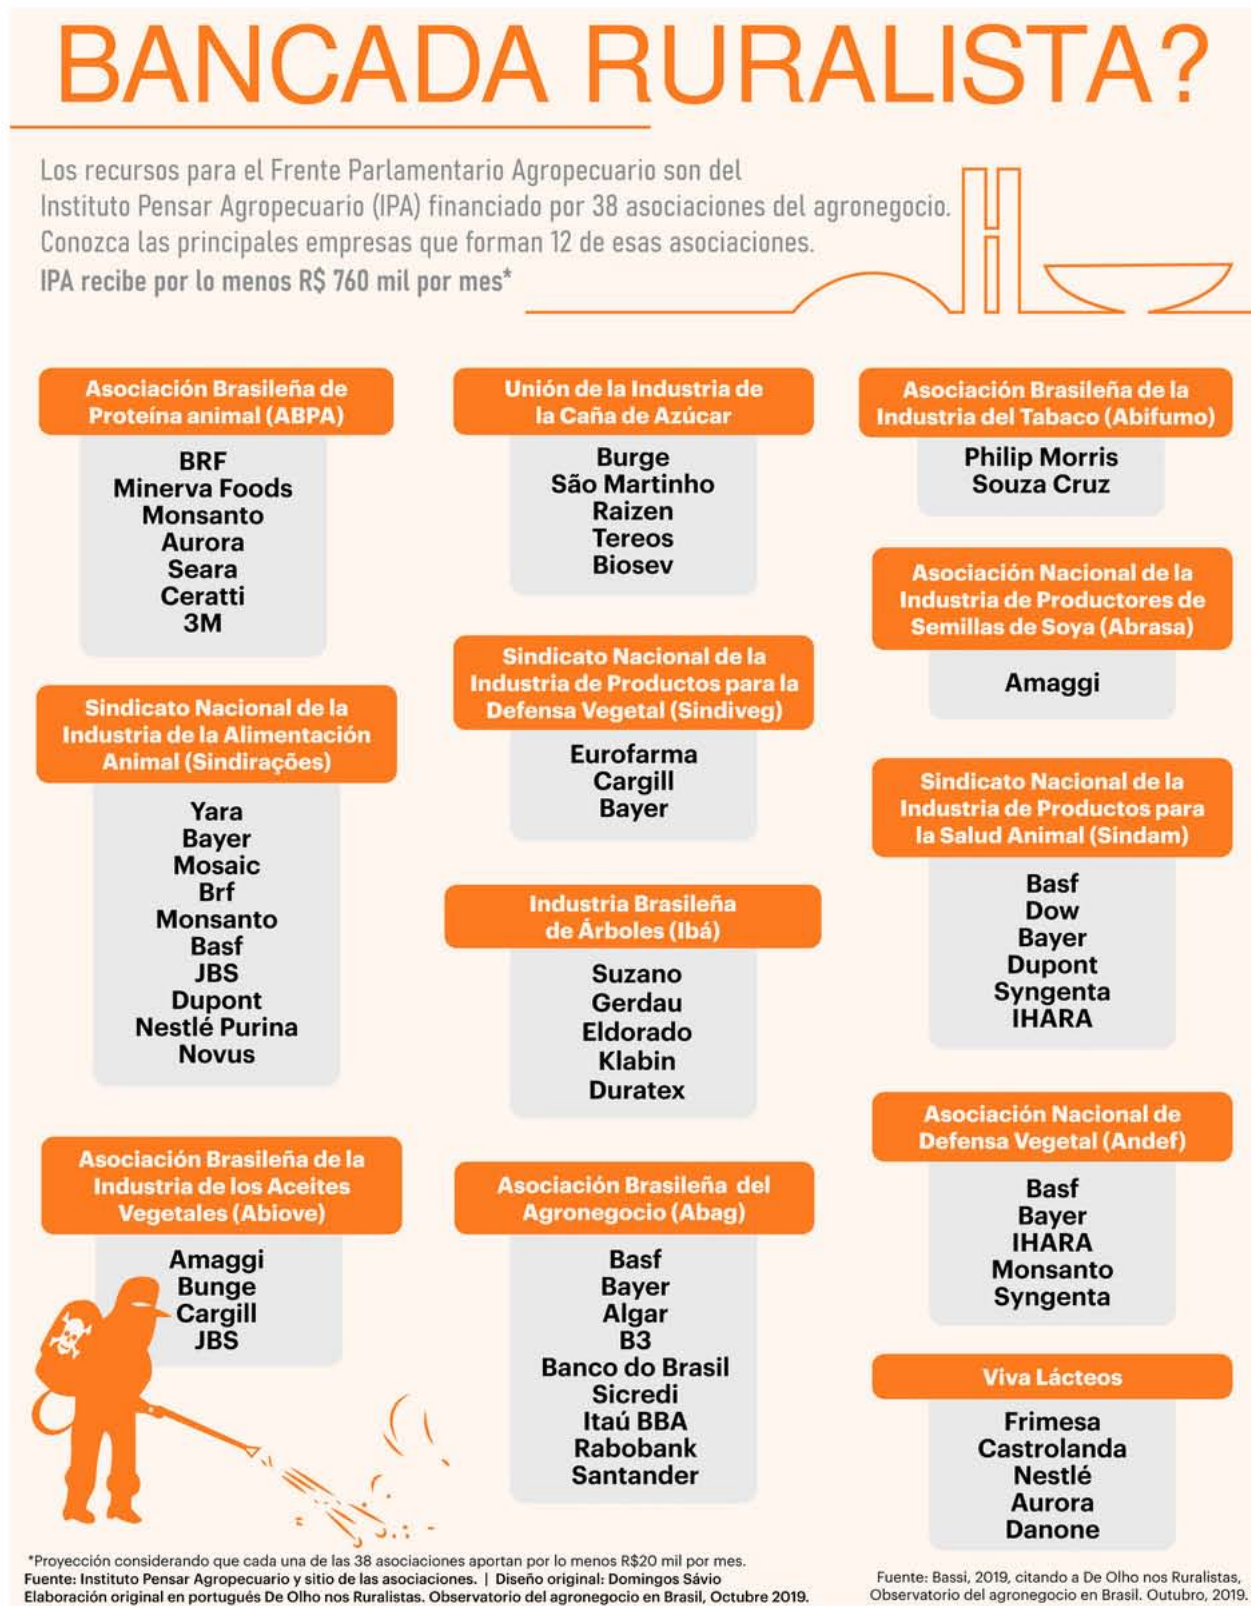 BANCADA RURALISTA?
Los recursos para el Frente Parlamentario Agropecuario son del
Instituto Pensar Agropecuario (IPA) financiado por 38 asociaciones del agronegocio.
Conozca las principales empresas que forman 12 de esas asociaciones.
IPA recibe por lo menos R$ 760 mil por mes*
Asociación Brasileña de
Proteína animal (ABPA)
BRF
Minerva Foods
Monsanto
Aurora
Seara
Ceratti
3M
Sindicato Nacional de la
Industria de la Alimentación
Animal (Sindirações)
Yara
Bayer
Mosaic
Brf
Monsanto
Basf
JBS
Dupont
Nestlé Purina
Novus
Asociación Brasileña de la
Industria de los Aceites
Vegetales (Abiove)
Amaggi
Bunge
Cargill
JBS
Unión de la Industria de
la Caña de Azúcar
Burge
São Martinho
Raizen
Tereos
Biosev
Sindicato Nacional de la
Industria de Productos para la
Defensa Vegetal (Sindiveg)
Eurofarma
Cargill
Bayer
Industria Brasileña
de Árboles (Ibá)
Suzano
Gerdau
Eldorado
Klabin
Duratex
Asociación Brasileña del
Agronegocio (Abag)
Basf
Bayer
Algar
B3
Banco do Brasil
Sicredi
Itaú BBA
Rabobank
Santander
Asociación Brasileña de la
Industria del Tabaco (Abifumo)
Philip Morris
Souza Cruz
Asociación Nacional de la
Industria de Productores de
Semillas de Soya (Abrasa)
Amaggi
Sindicato Nacional de la
Industria de Productos para
la Salud Animal (Sindam)
Basf
Dow
Bayer
Dupont
Syngenta
IHARA
Asociación Nacional de
Defensa Vegetal (Andef)
Basf
Bayer
IHARA
Monsanto
Syngenta
Viva Lácteos
Frimesa
Castrolanda
Nestlé
Aurora
Danone
*Proyección considerando que cada una de las 38 asociaciones aportan por lo menos R$20 mil por mes.
Fuente: Instituto Pensar Agropecuario y sitio de las asociaciones. | Diseño original: Domingos Sávio
Elaboración original en portugués De Olho nos Ruralistas. Observatorio del agronegocio en Brasil, Octubre 2019.
Fuente: Bassi, 2019, citando a De Olho nos Ruralistas,
Observatorio del agronegocio en Brasil. Outubro, 2019.